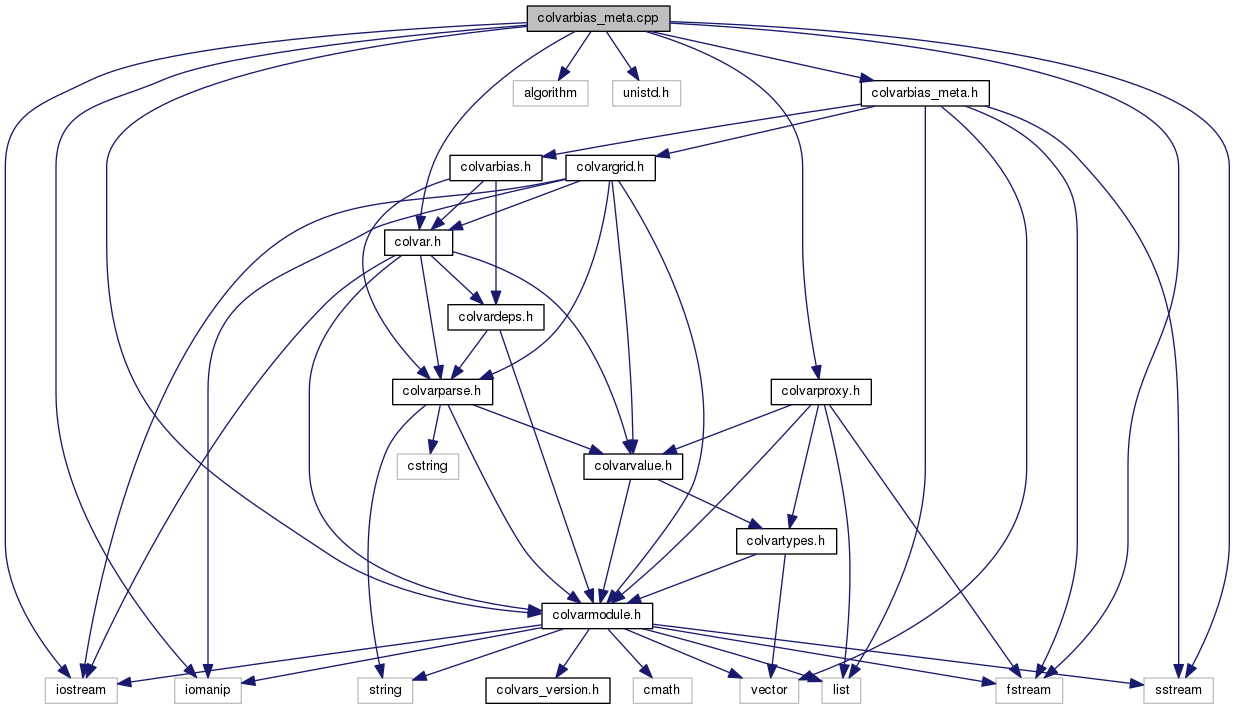 colvarbias_meta.cpp
algorithm
unistd.h
colvarbias_meta.h
colvarbias.h
colvargrid.h
colvar.h
colvardeps.h
colvarparse.h
colvarproxy.h
cstring
colvarvalue.h
colvartypes.h
colvarmodule.h
iostream
iomanip
string
colvars_version.h
cmath
vector
list
fstream
sstream